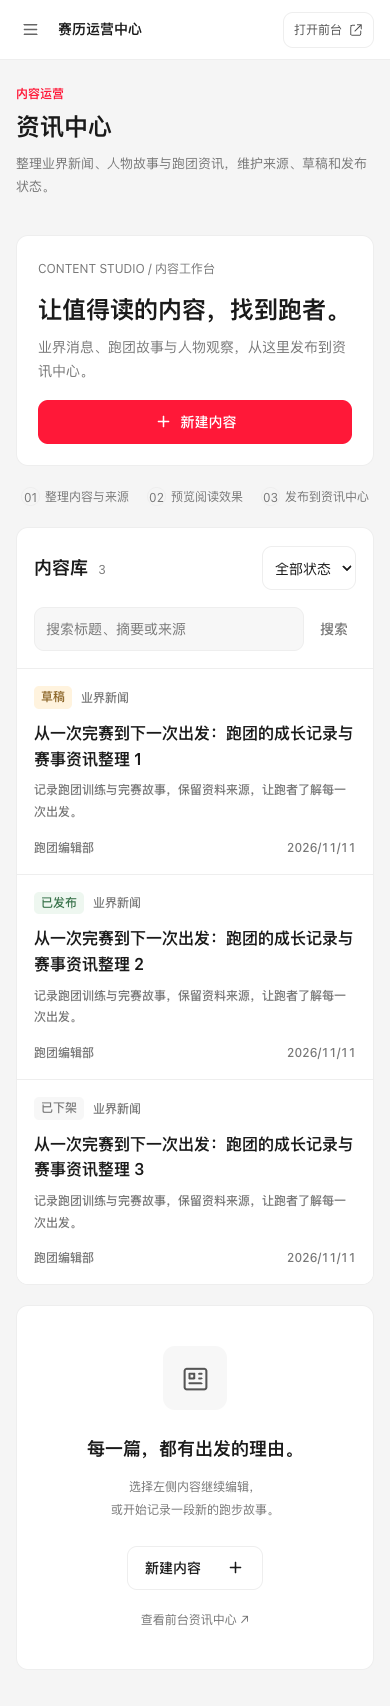 赛历运营中心
打开前台
内容运营
资讯中心
整理业界新闻、人物故事与跑团资讯，维护来源、草稿和发布
状态。
CONTENT STUDIO / 内容工作台
让值得读的内容，找到跑者。
业界消息、跑团故事与人物观察，从这里发布到资
讯中心。
新建内容
01 整理内容与来源 02 预览阅读效果 03 发布到资讯中心
内容库 3
全部状态
搜索标题、摘要或来源
搜索
草稿 业界新闻
从一次完赛到下一次出发：跑团的成长记录与
赛事资讯整理 1
记录跑团训练与完赛故事，保留资料来源，让跑者了解每一
次出发。
跑团编辑部 2026/11/11
已发布 业界新闻
从一次完赛到下一次出发：跑团的成长记录与
赛事资讯整理 2
记录跑团训练与完赛故事，保留资料来源，让跑者了解每一
次出发。
跑团编辑部 2026/11/11
已下架 业界新闻
从一次完赛到下一次出发：跑团的成长记录与
赛事资讯整理 3
记录跑团训练与完赛故事，保留资料来源，让跑者了解每一
次出发。
跑团编辑部 2026/11/11
每一篇，都有出发的理由。
选择左侧内容继续编辑，
或开始记录一段新的跑步故事。
新建内容
查看前台资讯中心 ↗